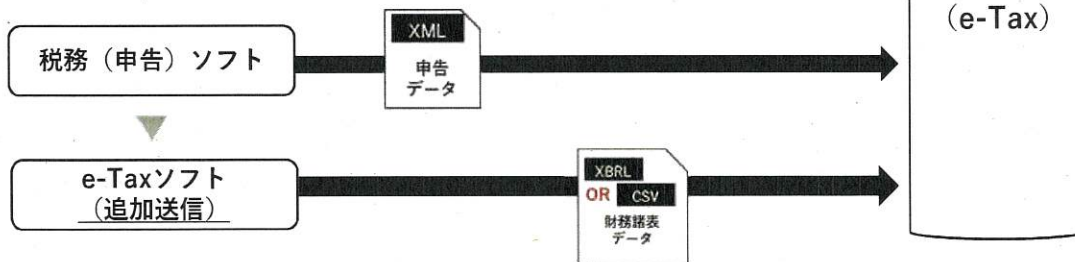 (e-Tax)
税務（申告）ソフト
XML
申告
データ
e-Taxソフト
（追加送信）
XBRL
OR CSV
財務諸表
データ